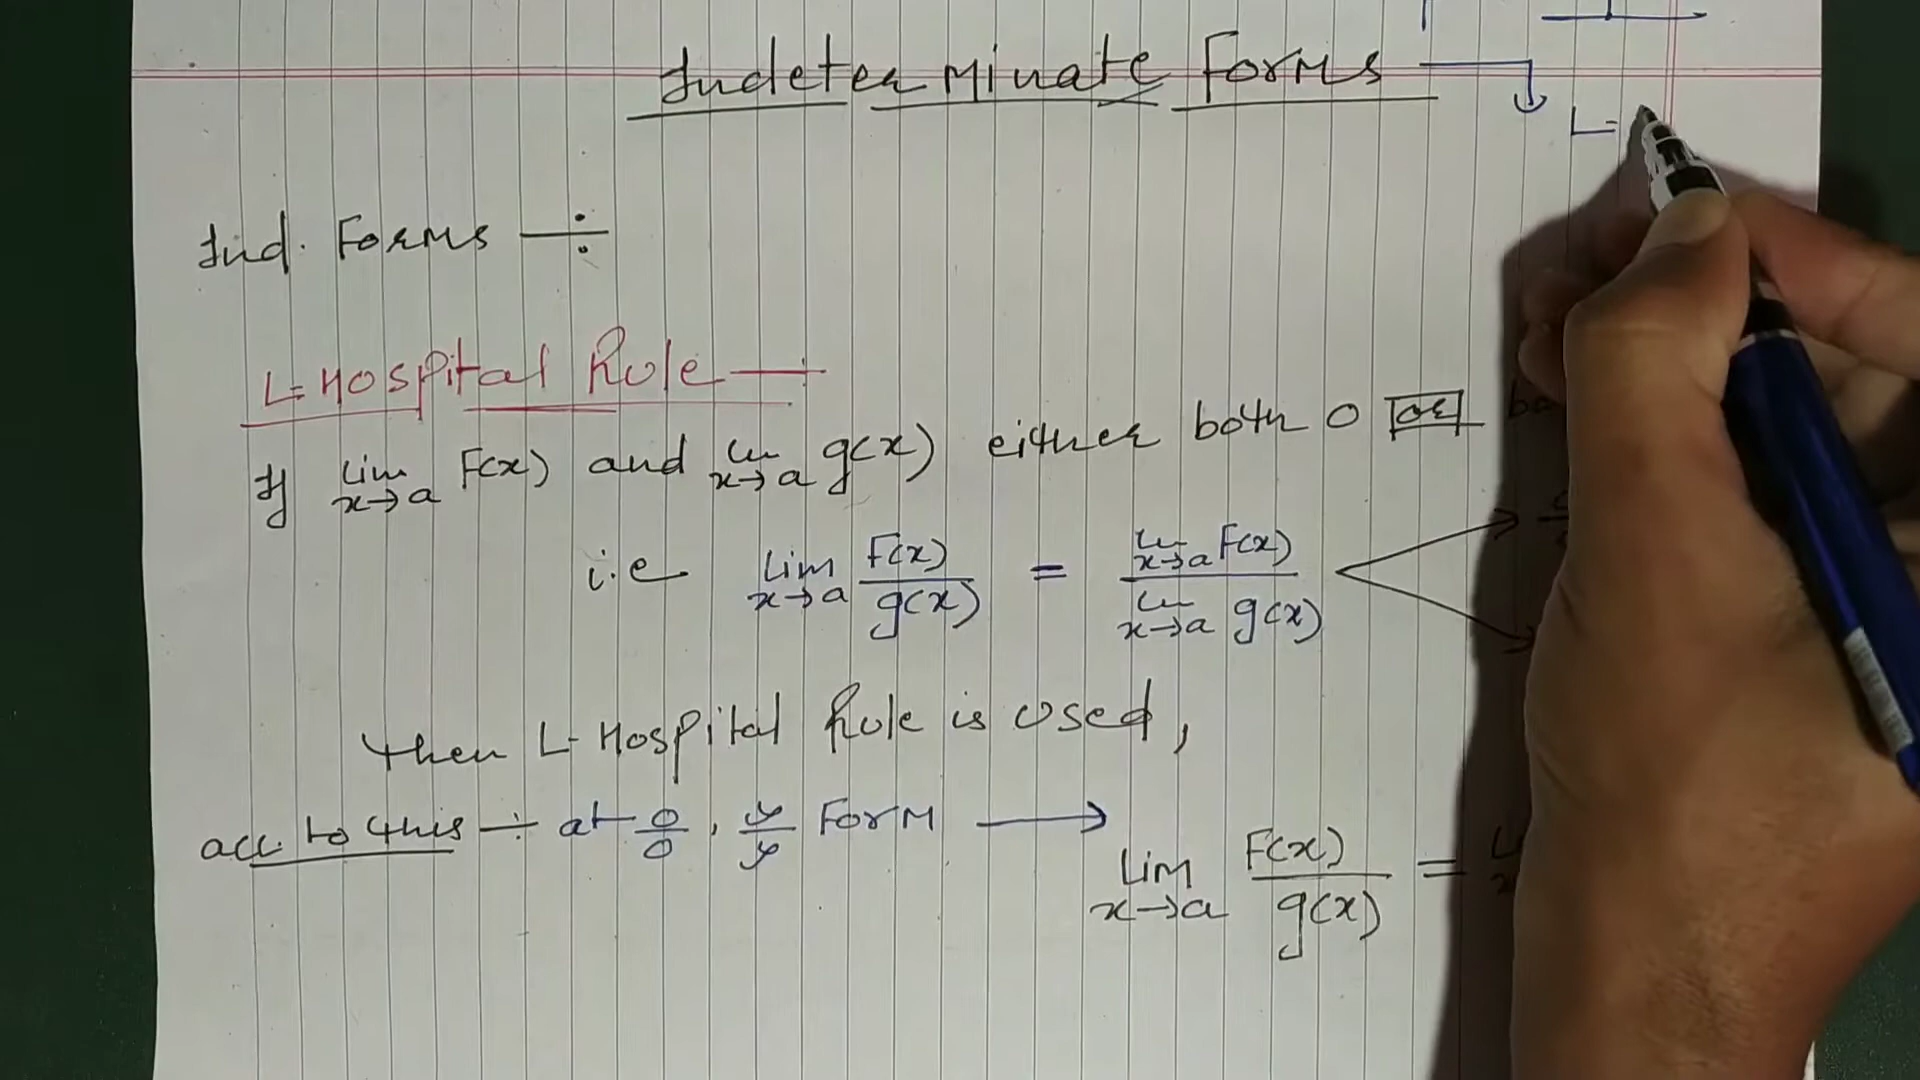 Indeterminate Forms
L-
Ind. Forms ÷
L-Hospital Rule
If lim x→a F(x) and lim x→a g(x) either both 0 or
i.e lim x→a F(x)/g(x) = lim x→a F(x) / lim x→a g(x)
then L-Hospital Rule is used,
acc. to this ÷ at 0/0, ∞/∞ Form → lim x→a F(x)/g(x) =